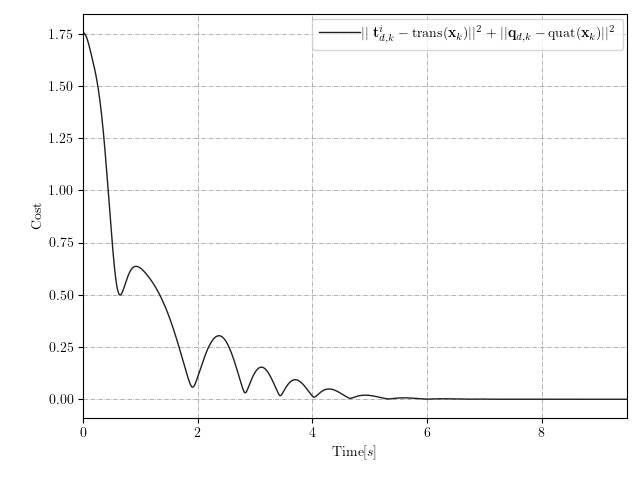 || t^i_{d,k} − trans(x_k)||^2 + ||q_{d,k} − quat(x_k)||^2
1.75
1.50
1.25
1.00
0.75
0.50
0.25
0.00
Cost
0 2 4 6 8
Time[s]